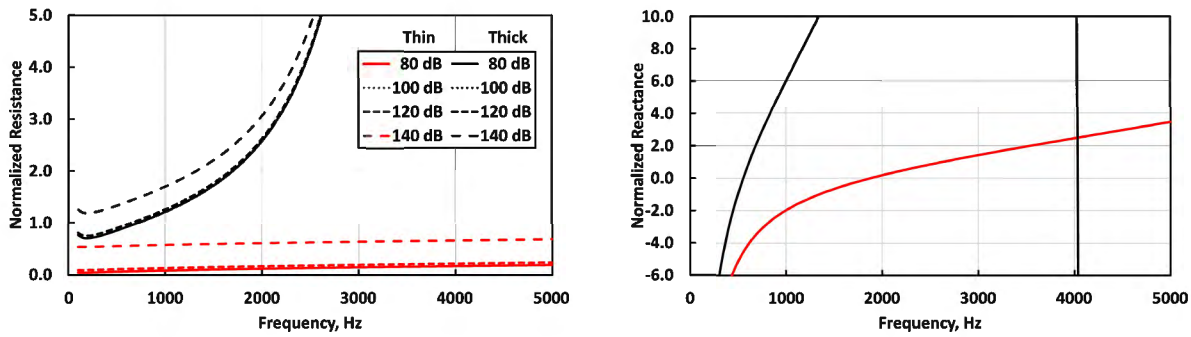 5.0
4.0
3.0
2.0
1.0
0.0
Normalized Resistance
Thin Thick
80 dB 80 dB
100 dB 100 dB
120 dB 120 dB
140 dB 140 dB
0 1000 2000 3000 4000 5000
Frequency, Hz
10.0
8.0
6.0
4.0
2.0
0.0
-2.0
-4.0
-6.0
Normalized Reactance
0 1000 2000 3000 4000 5000
Frequency, Hz